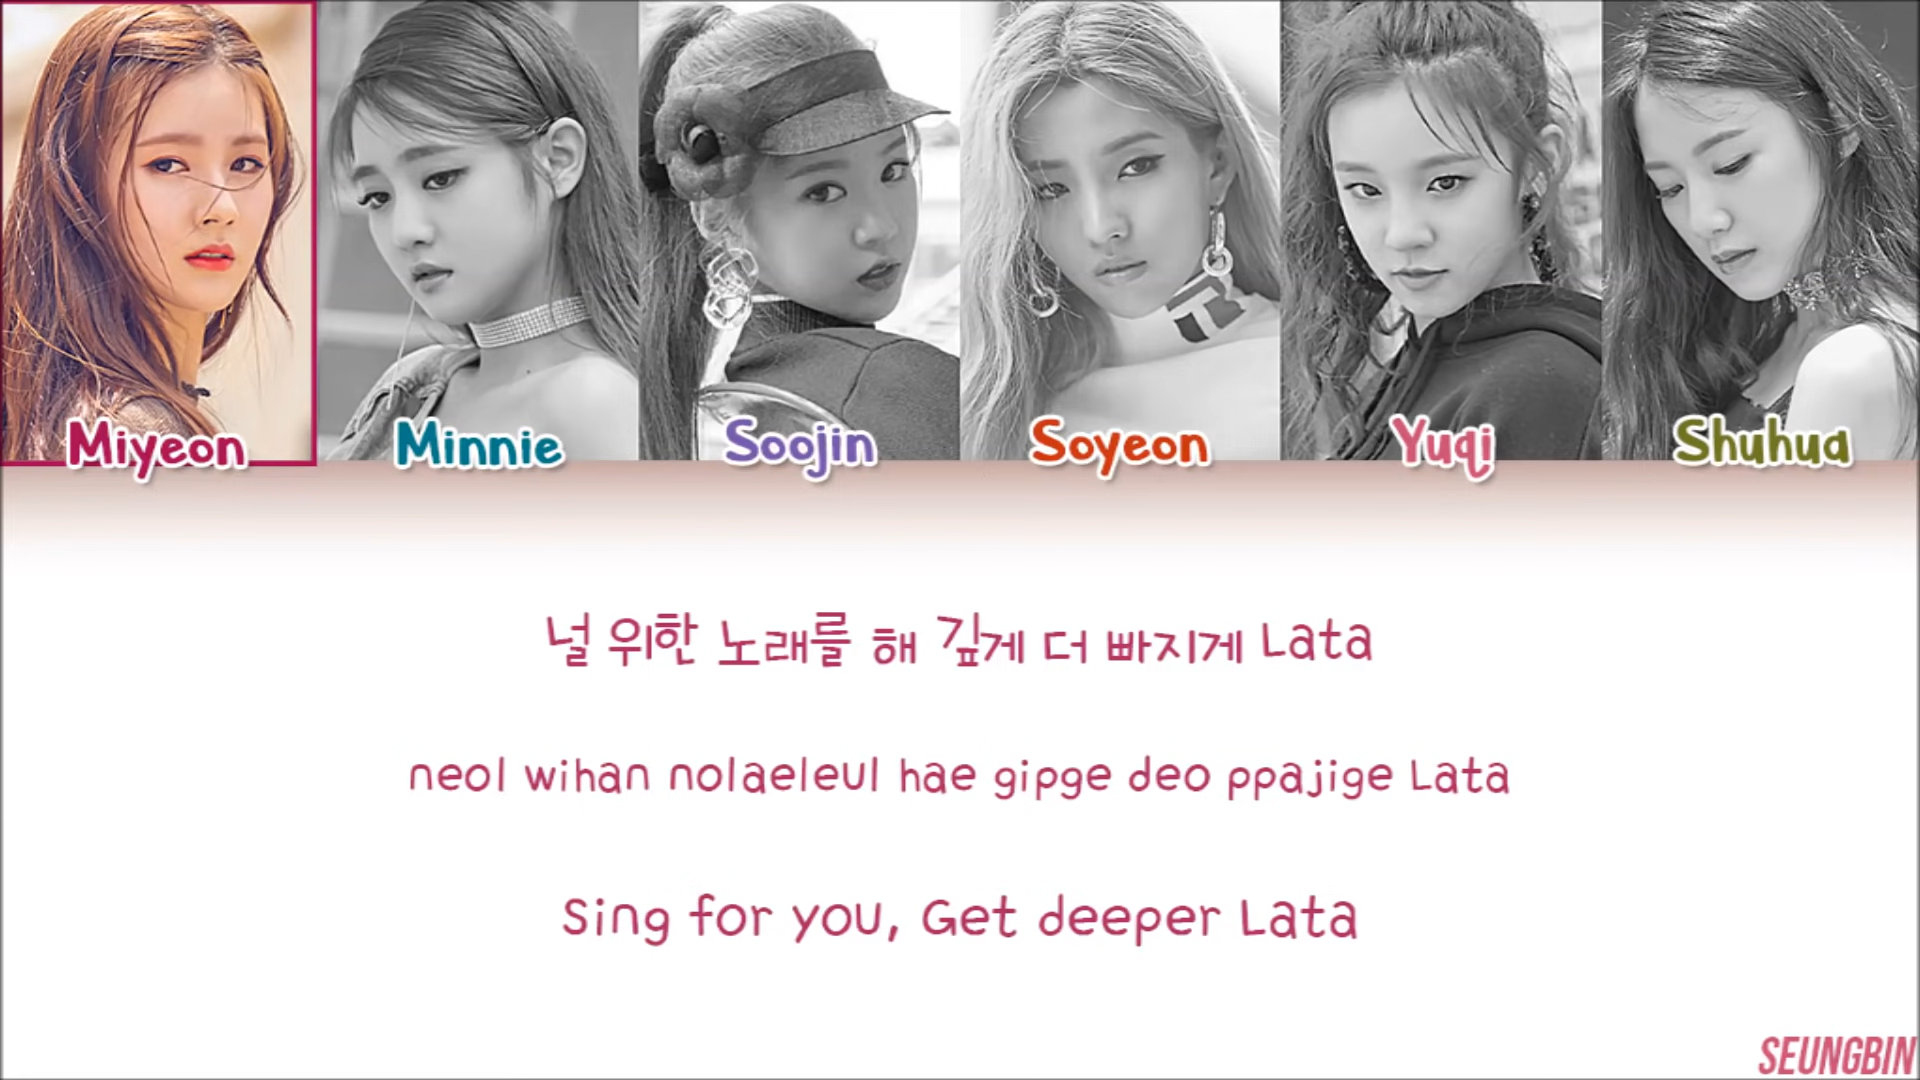 Miyeon Minnie Soojin Soyeon Yuqi Shuhua
널 위한 노래를 해 깊게 더 빠지게 Lata
neol wihan nolaeleul hae gipge deo ppajige Lata
Sing for you, Get deeper Lata
SEUNGBIN